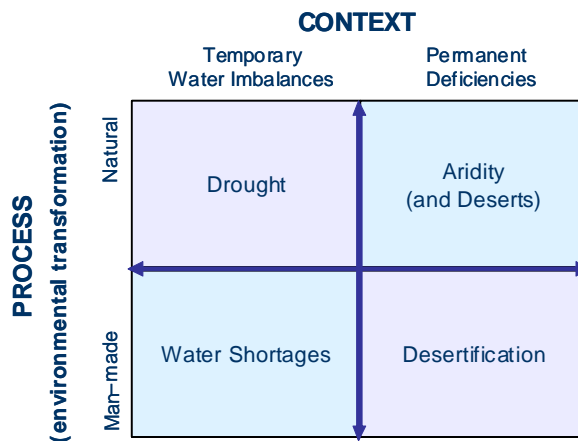 CONTEXT
Temporary
Water Imbalances
Permanent
Deficiencies
PROCESS
(environmental transformation)
Natural
Drought
Aridity
(and Deserts)
Man–made
Water Shortages
Desertification